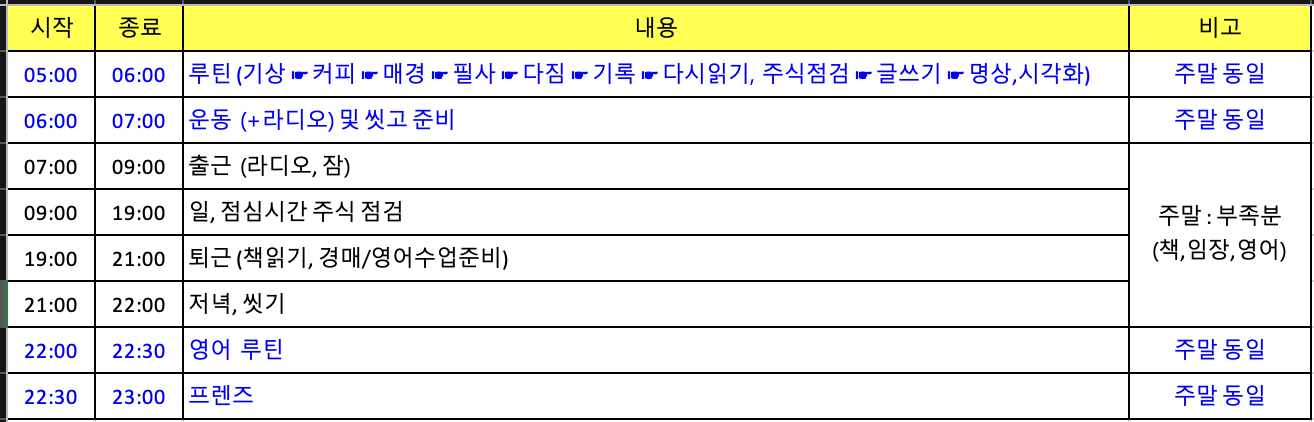 시작 종료 내용 비고
05:00 06:00 루틴 (기상 ☛ 커피 ☛ 매경 ☛ 필사 ☛ 다짐 ☛ 기록 ☛ 다시읽기, 주식점검 ☛ 글쓰기 ☛ 명상,시각화) 주말 동일
06:00 07:00 운동 (+라디오) 및 씻고 준비 주말 동일
07:00 09:00 출근 (라디오, 잠)
09:00 19:00 일, 점심시간 주식 점검
주말 : 부족분
(책,임장,영어)
19:00 21:00 퇴근 (책읽기, 경매/영어수업준비)
21:00 22:00 저녁, 씻기
22:00 22:30 영어 루틴 주말 동일
22:30 23:00 프렌즈 주말 동일